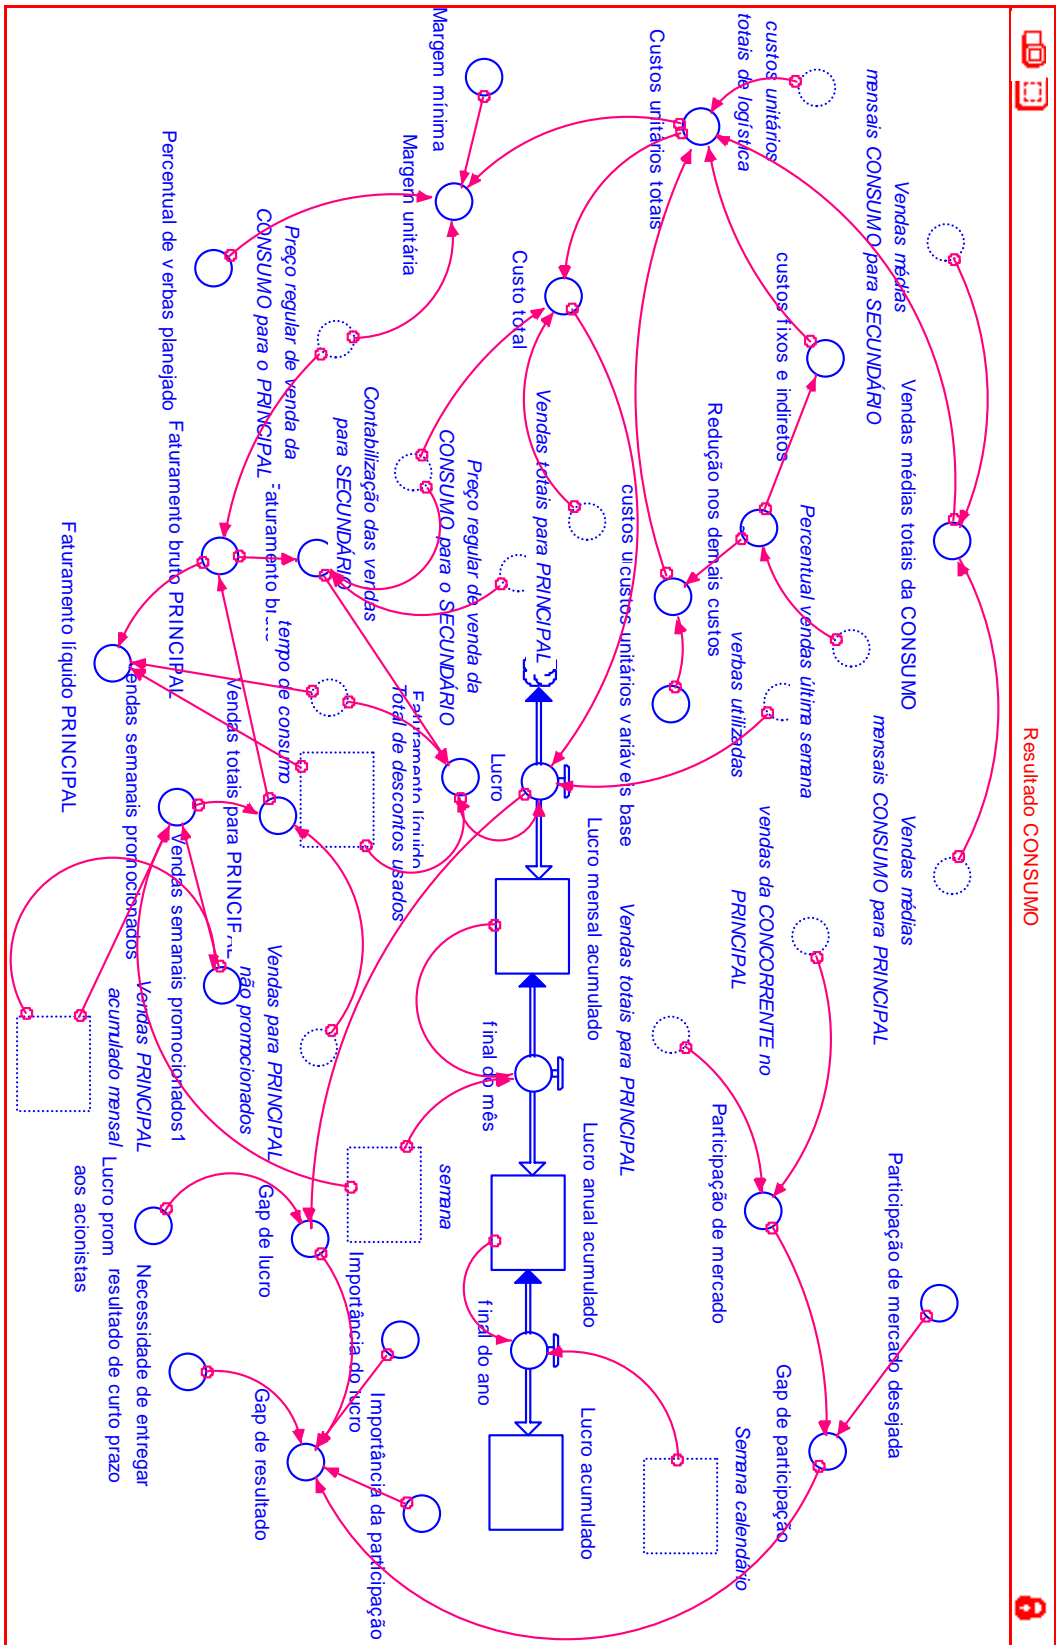 Resultado CONSUMO
custos unitários
totais de logística
Custos unitários totais
Vendas médias
mensais CONSUMO para SECUNDÁRIO
Vendas médias totais da CONSUMO
custos fixos e indiretos
Redução nos demais custos
Percentual vendas última semana
verbas utilizadas
Vendas médias
mensais CONSUMO para PRINCIPAL
vendas da CONCORRENTE no
PRINCIPAL
Participação de mercado
Participação de mercado desejada
Gap de participação
Semana calendário
Margem mínima
Margem unitária
Custo total
Vendas totais para PRINCIPAL
custos unitários variáveis base
Lucro
Lucro mensal acumulado
Vendas totais para PRINCIPAL
final do mês
Lucro anual acumulado
final do ano
Lucro acumulado
Percentual de verbas planejado
Preço regular de venda da
CONSUMO para o PRINCIPAL
Contabilização das vendas
para SECUNDÁRIO
Preço regular de venda da
CONSUMO para o SECUNDÁRIO
Faturamento bruto PRINCIPAL
Faturamento líquido PRINCIPAL
tempo de consumo
Faturamento líquido
Total de descontos usados
Vendas totais para PRINCIPAL
Vendas semanais promocionados
Vendas semanais promocionados1
Vendas para PRINCIPAL
não promocionados
Vendas PRINCIPAL
acumulado mensal
semana
Lucro prom
aos acionistas
Gap de lucro
Importância do lucro
Necessidade de entregar
resultado de curto prazo
Gap de resultado
Importância da participação